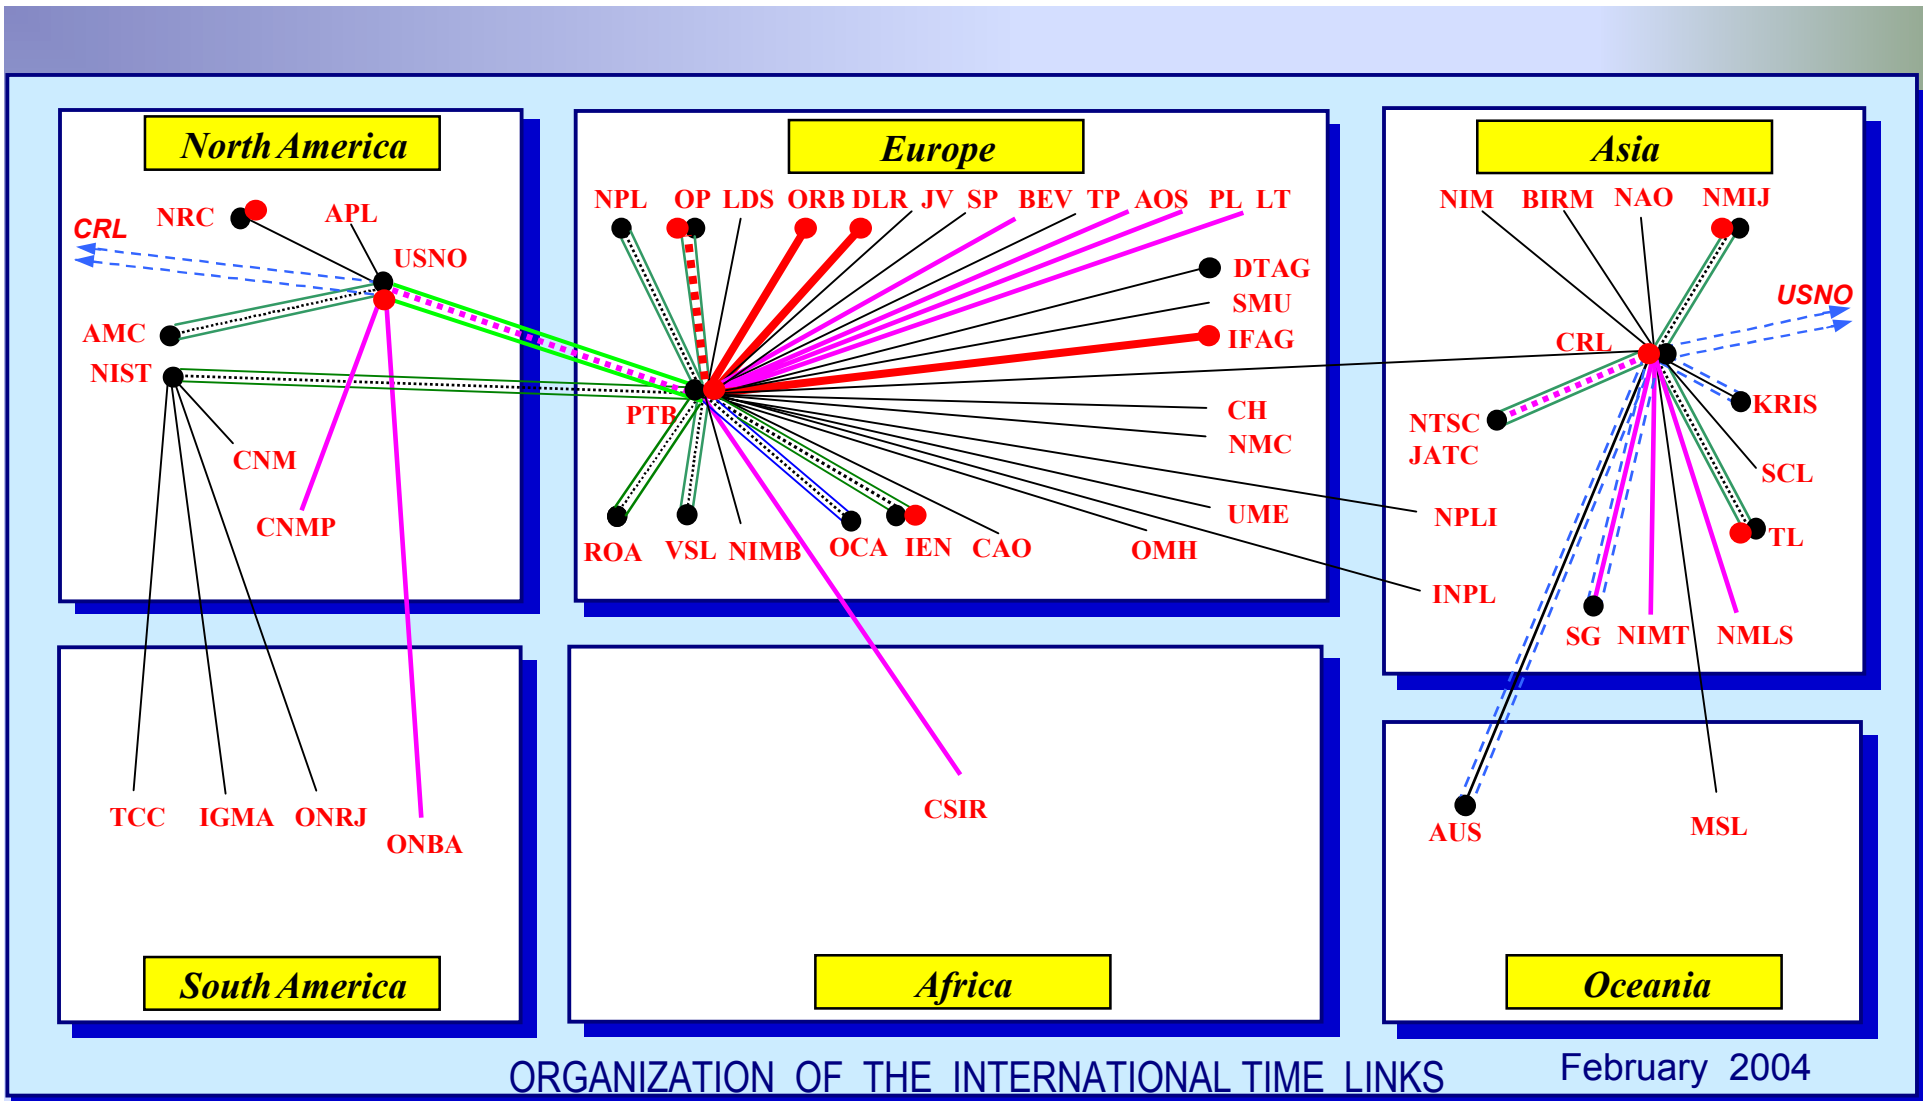 North America
Europe
Asia
NPL OP LDS ORB DLR JV SP BEV TP AOS PL LT
NIM BIRM NAO NMIJ
NRC APL
CRL
USNO
DTAG
SMU
USNO
AMC
IFAG
CRL
NIST
PTB
CH
KRIS
NMC
NTSC
JATC
CNM
SCL
CNMP
UME
NPLI
ROA VSL NIMB OCA IEN CAO OMH
TL
INPL
SG NIMT NMLS
TCC IGMA ONRJ
ONBA
CSIR
AUS
MSL
South America
Africa
Oceania
ORGANIZATION OF THE INTERNATIONAL TIME LINKS
February 2004